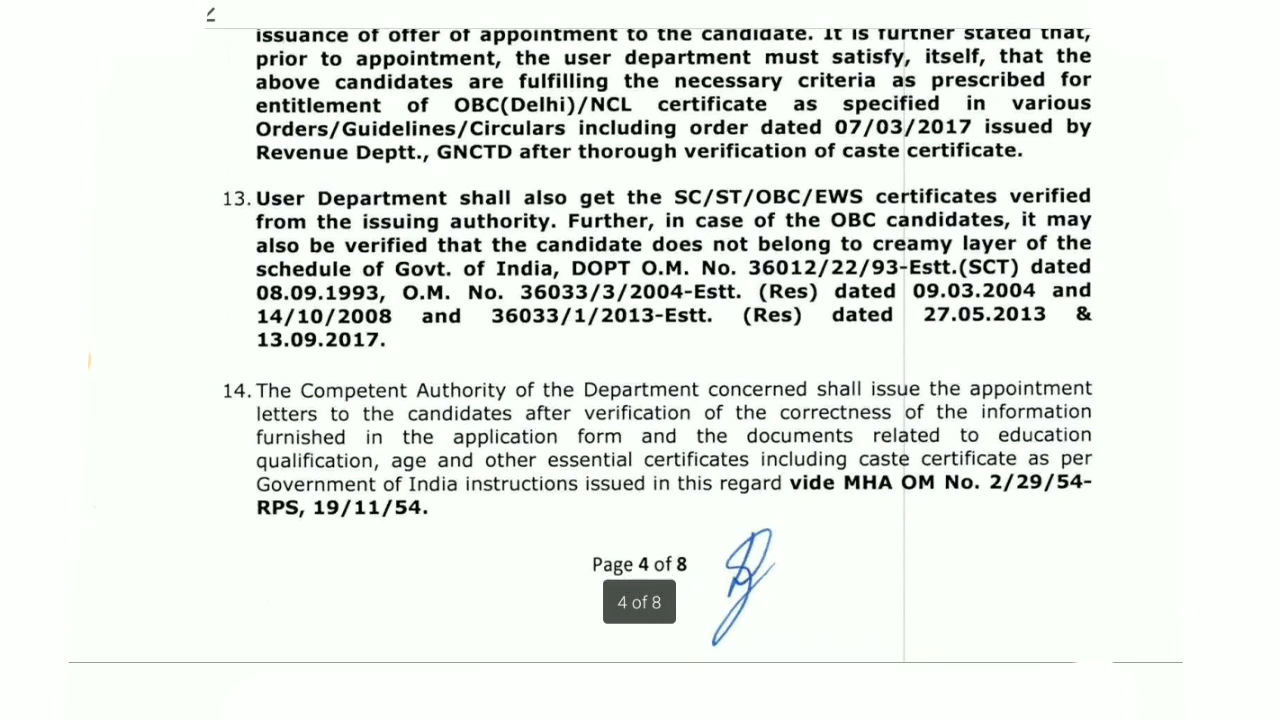 issuance of offer of appointment to the candidate. It is further stated that,
prior to appointment, the user department must satisfy, itself, that the
above candidates are fulfilling the necessary criteria as prescribed for
entitlement of OBC(Delhi)/NCL certificate as specified in various
Orders/Guidelines/Circulars including order dated 07/03/2017 issued by
Revenue Deptt., GNCTD after thorough verification of caste certificate.
13. User Department shall also get the SC/ST/OBC/EWS certificates verified
from the issuing authority. Further, in case of the OBC candidates, it may
also be verified that the candidate does not belong to creamy layer of the
schedule of Govt. of India, DOPT O.M. No. 36012/22/93-Estt.(SCT) dated
08.09.1993, O.M. No. 36033/3/2004-Estt. (Res) dated 09.03.2004 and
14/10/2008 and 36033/1/2013-Estt. (Res) dated 27.05.2013 &
13.09.2017.
14. The Competent Authority of the Department concerned shall issue the appointment
letters to the candidates after verification of the correctness of the information
furnished in the application form and the documents related to education
qualification, age and other essential certificates including caste certificate as per
Government of India instructions issued in this regard vide MHA OM No. 2/29/54-
RPS, 19/11/54.
Page 4 of 8
4 of 8